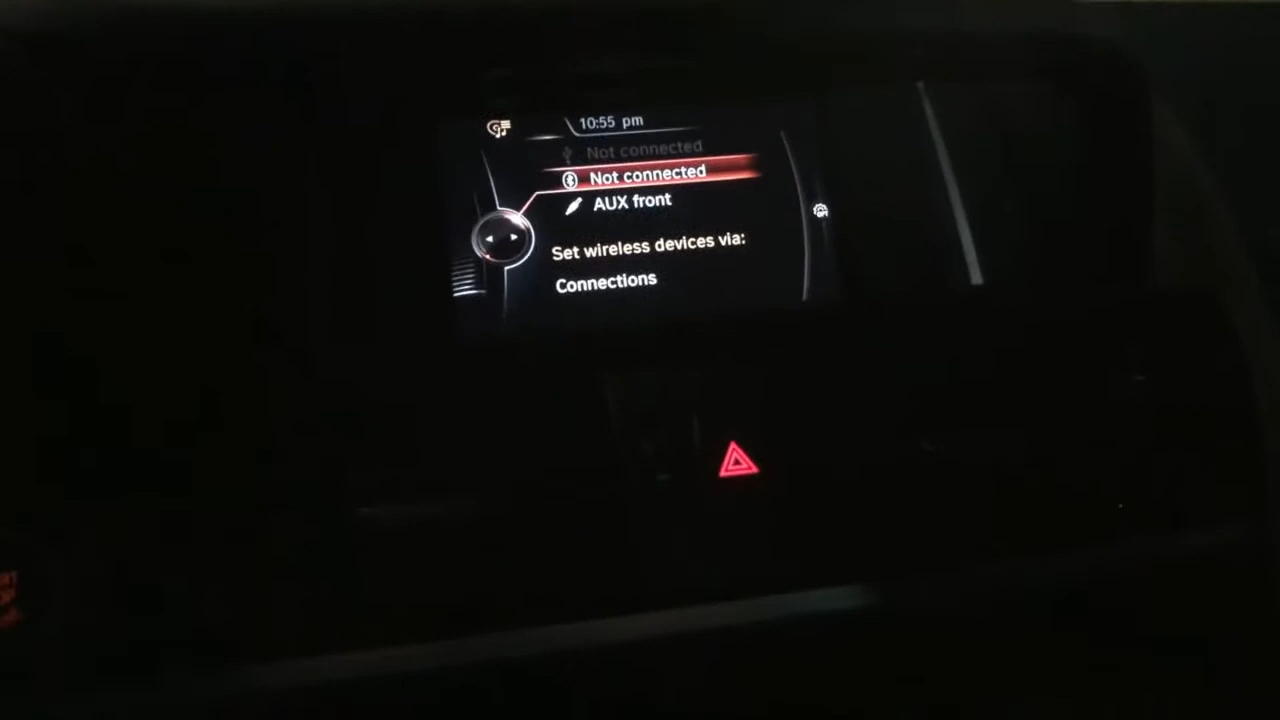 10:55 pm
Not connected
Not connected
AUX front
Set wireless devices via:
Connections